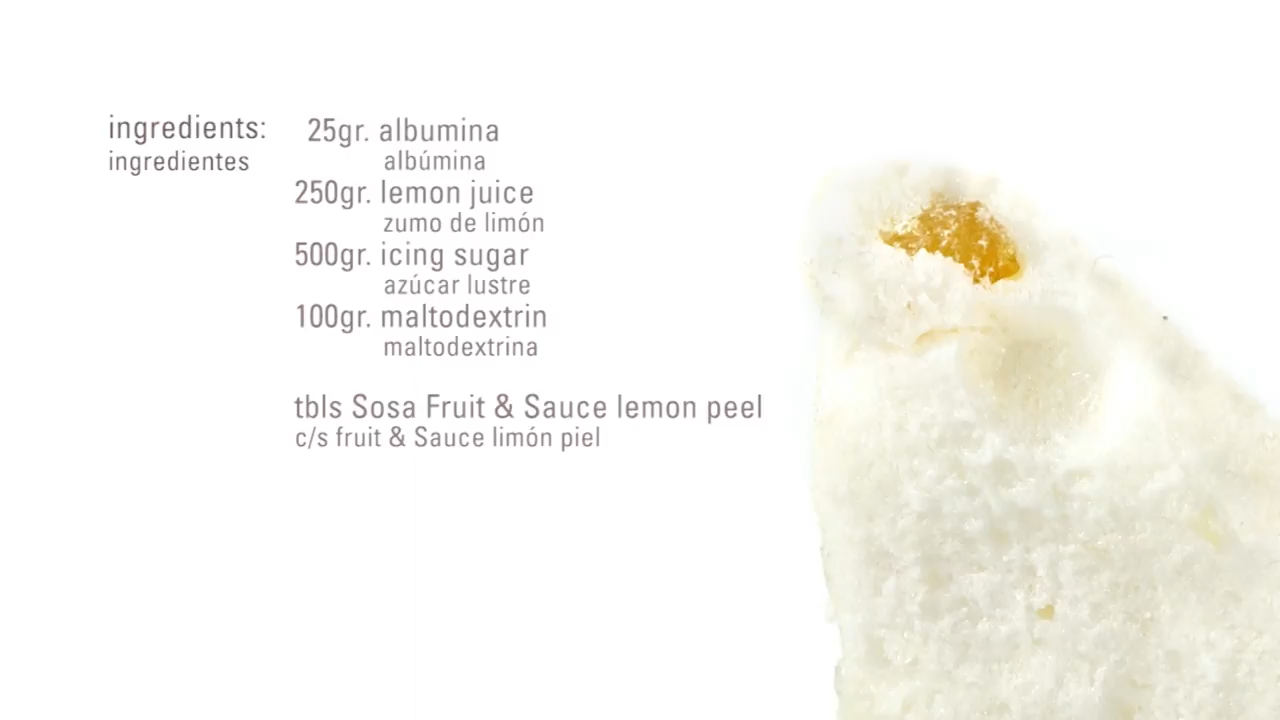 ingredients:
ingredientes
25gr. albumina
albúmina
250gr. lemon juice
zumo de limón
500gr. icing sugar
azúcar lustre
100gr. maltodextrin
maltodextrina
tbls Sosa Fruit & Sauce lemon peel
c/s fruit & Sauce limón piel